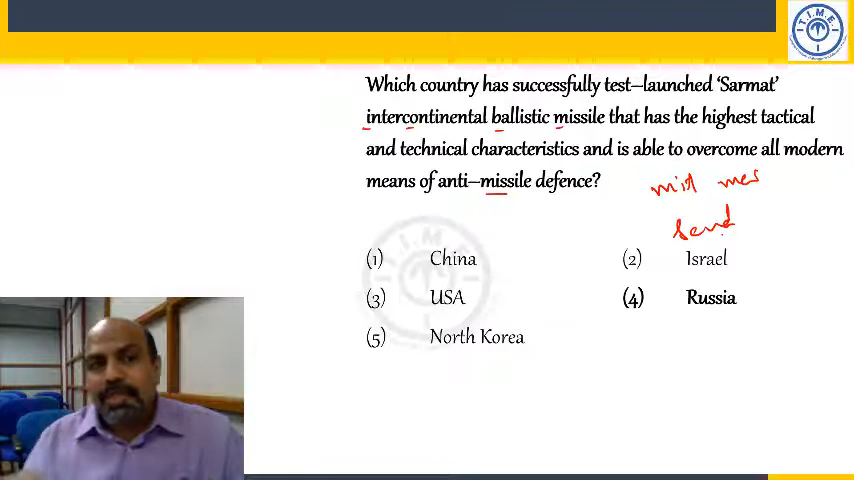 T.I.M.E.
Which country has successfully test–launched ‘Sarmat’
intercontinental ballistic missile that has the highest tactical
and technical characteristics and is able to overcome all modern
means of anti–missile defence?
(1) China
(2) Israel
(3) USA
(4) Russia
(5) North Korea